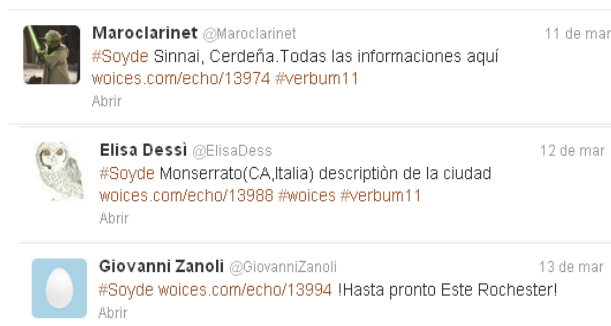 Maroclarinet @Maroclarinet 11 de mar
#Soyde Sinnai, Cerdeña.Todas las informaciones aquí
woices.com/echo/13974 #verbum11
Abrir
Elisa Dessì @ElisaDess 12 de mar
#Soyde Monserrato(CA,Italia) descriptiòn de la ciudad
woices.com/echo/13988 #woices #verbum11
Abrir
Giovanni Zanoli @GiovanniZanoli 13 de mar
#Soyde woices.com/echo/13994 !Hasta pronto Este Rochester!
Abrir